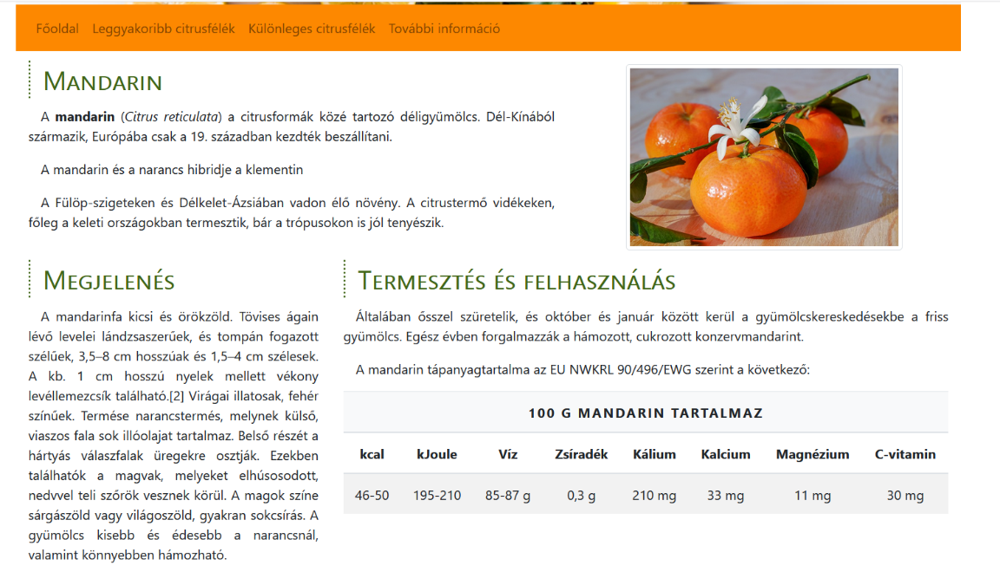 Főoldal Leggyakoribb citrusfélék Különleges citrusfélék További információ
Mandarin
A mandarin (Citrus reticulata) a citrusformák közé tartozó déligyümölcs. Dél-Kínából
származik, Európába csak a 19. században kezdték beszállítani.
A mandarin és a narancs hibridje a klementin
A Fülöp-szigeteken és Délkelet-Ázsiában vadon élő növény. A citrustermő vidékeken,
főleg a keleti országokban termesztik, bár a trópusokon is jól tenyészik.
Megjelenés
A mandarinfa kicsi és örökzöld. Tövises ágain
lévő levelei lándzsaszerűek, és tompán fogazott
szélűek, 3,5–8 cm hosszúak és 1,5–4 cm szélesek.
A kb. 1 cm hosszú nyelek mellett vékony
levéllemezcsík található.[2] Virágai illatosak, fehér
színűek. Termése narancstermés, melynek külső,
viaszos fala sok illóolajat tartalmaz. Belső részét a
hártyás válaszfalak üregekre osztják. Ezekben
találhatók a magvak, melyeket elhúsosodott,
nedvvel teli szőrök vesznek körül. A magok színe
sárgászöld vagy világoszöld, gyakran sokcsírás. A
gyümölcs kisebb és édesebb a narancsnál,
valamint könnyebben hámozható.
Termesztés és felhasználás
Általában ősszel szüretelik, és október és január között kerül a gyümölcskereskedésekbe a friss
gyümölcs. Egész évben forgalmazzák a hámozott, cukrozott konzervmandarint.
A mandarin tápanyagtartalma az EU NWKRL 90/496/EWG szerint a következő:
100 G MANDARIN TARTALMAZ
kcal kJoule Víz Zsíradék Kálium Kalcium Magnézium C-vitamin
46-50 195-210 85-87 g 0,3 g 210 mg 33 mg 11 mg 30 mg